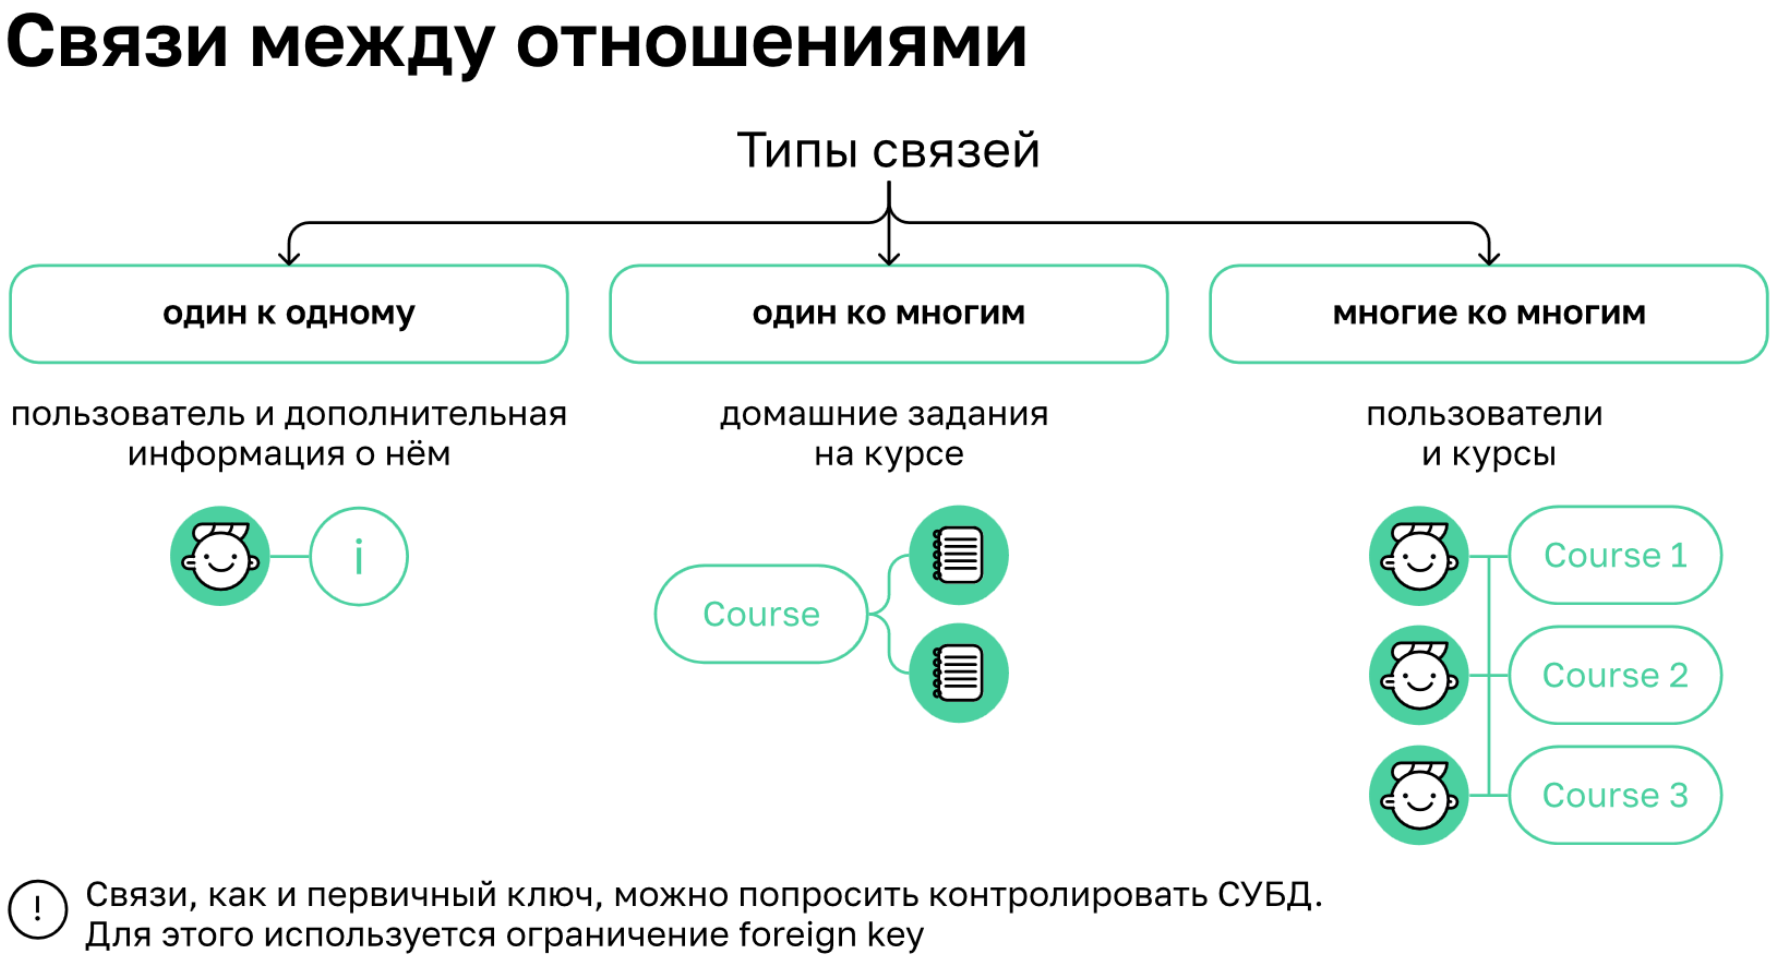 Связи между отношениями
Типы связей
один к одному
один ко многим
многие ко многим
пользователь и дополнительная
информация о нём
домашние задания
на курсе
пользователи
и курсы
i
Course
Course 1
Course 2
Course 3
! Связи, как и первичный ключ, можно попросить контролировать СУБД.
Для этого используется ограничение foreign key